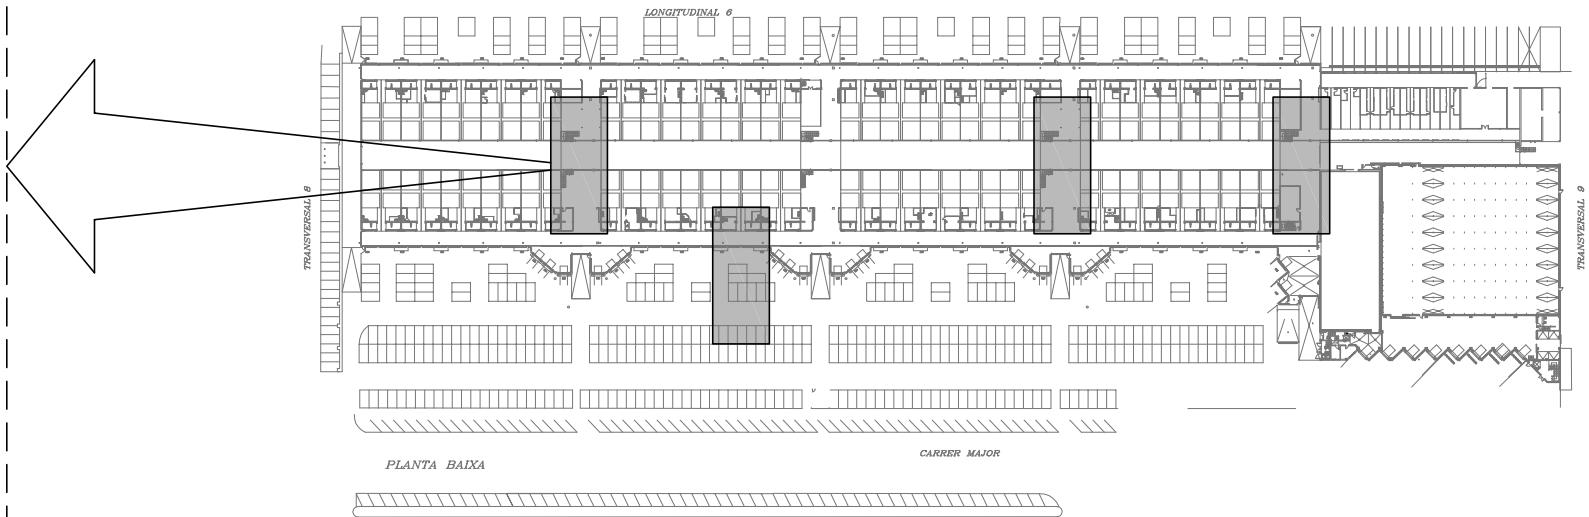 LONGITUDINAL 6
TRANSVERSAL 8
TRANSVERSAL 9
CARRER MAJOR
PLANTA BAIXA